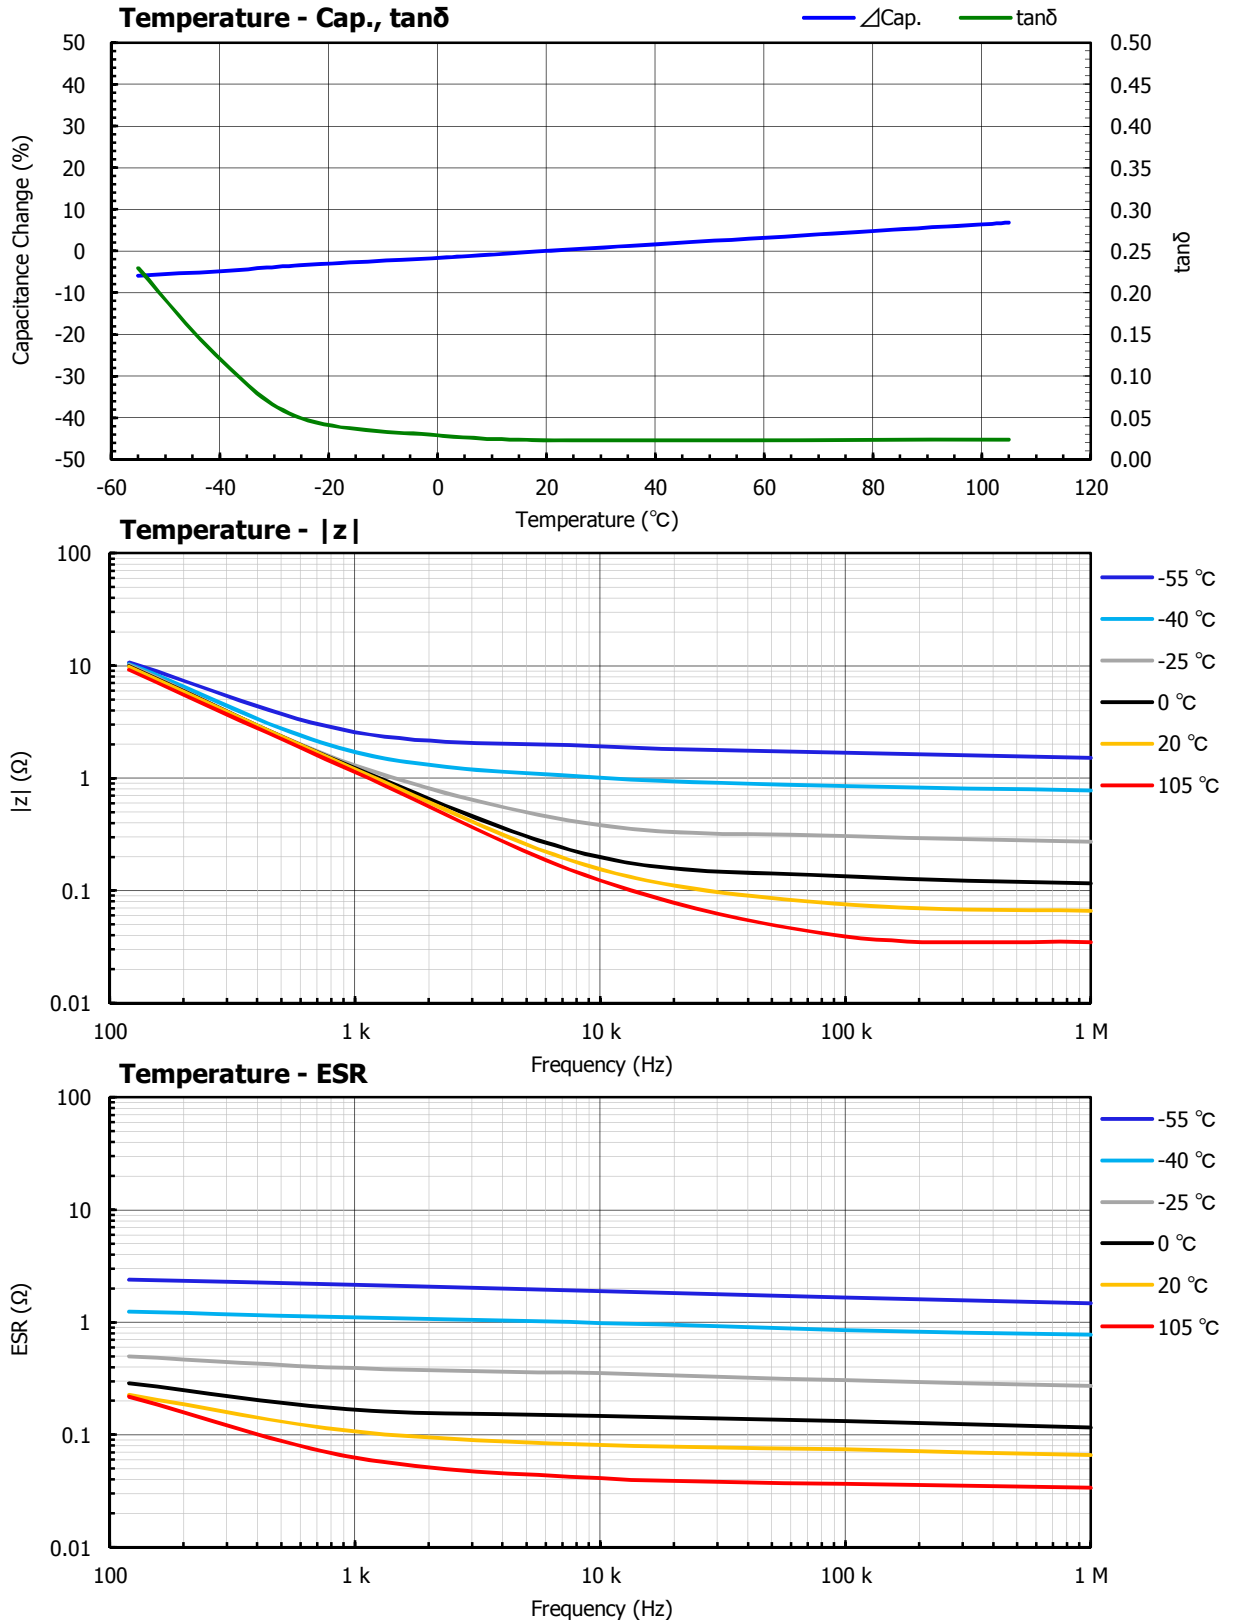 Temperature - Cap., tanδ
⊿Cap.
tanδ
50
40
30
20
10
0
-10
-20
-30
-40
-50
Capacitance Change (%)
0.50
0.45
0.40
0.35
0.30
0.25
0.20
0.15
0.10
0.05
0.00
tanδ
-60 -40 -20 0 20 40 60 80 100 120
Temperature (℃)
Temperature - |z|
100
10
1
0.1
0.01
|z| (Ω)
100 1 k 10 k 100 k 1 M
Frequency (Hz)
-55 ℃
-40 ℃
-25 ℃
0 ℃
20 ℃
105 ℃
Temperature - ESR
100
10
1
0.1
0.01
ESR (Ω)
100 1 k 10 k 100 k 1 M
Frequency (Hz)
-55 ℃
-40 ℃
-25 ℃
0 ℃
20 ℃
105 ℃